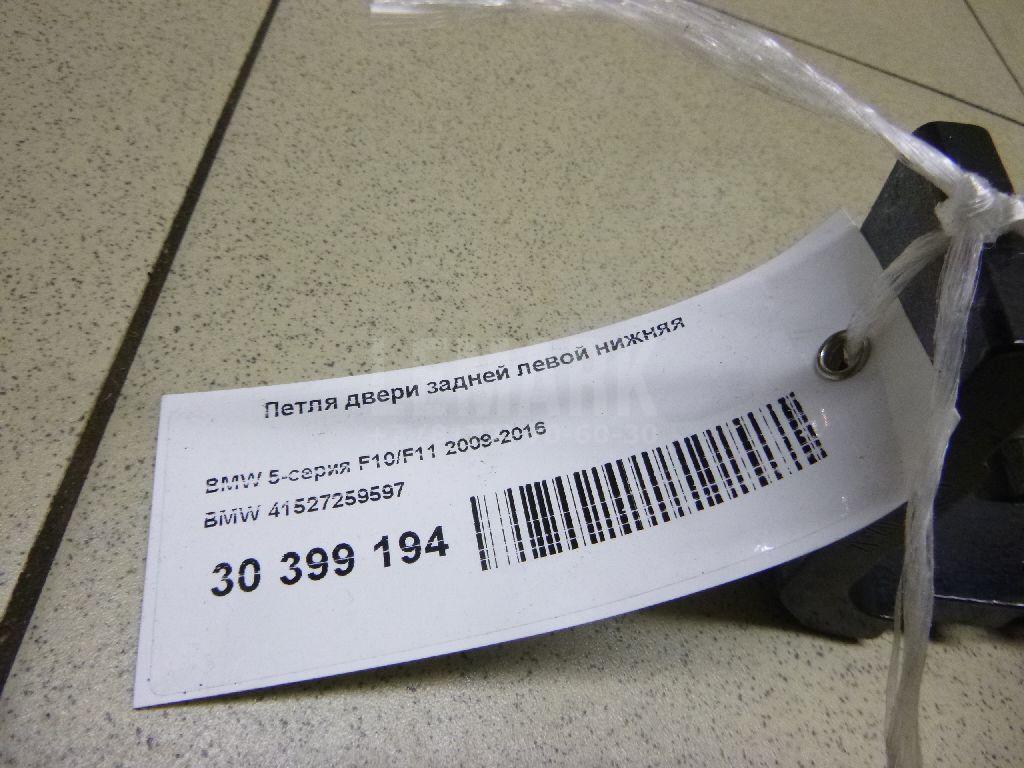 Петля двери задней левой нижняя
BMW 5-серия F10/F11 2009-2016
BMW 41527259597
30 399 194